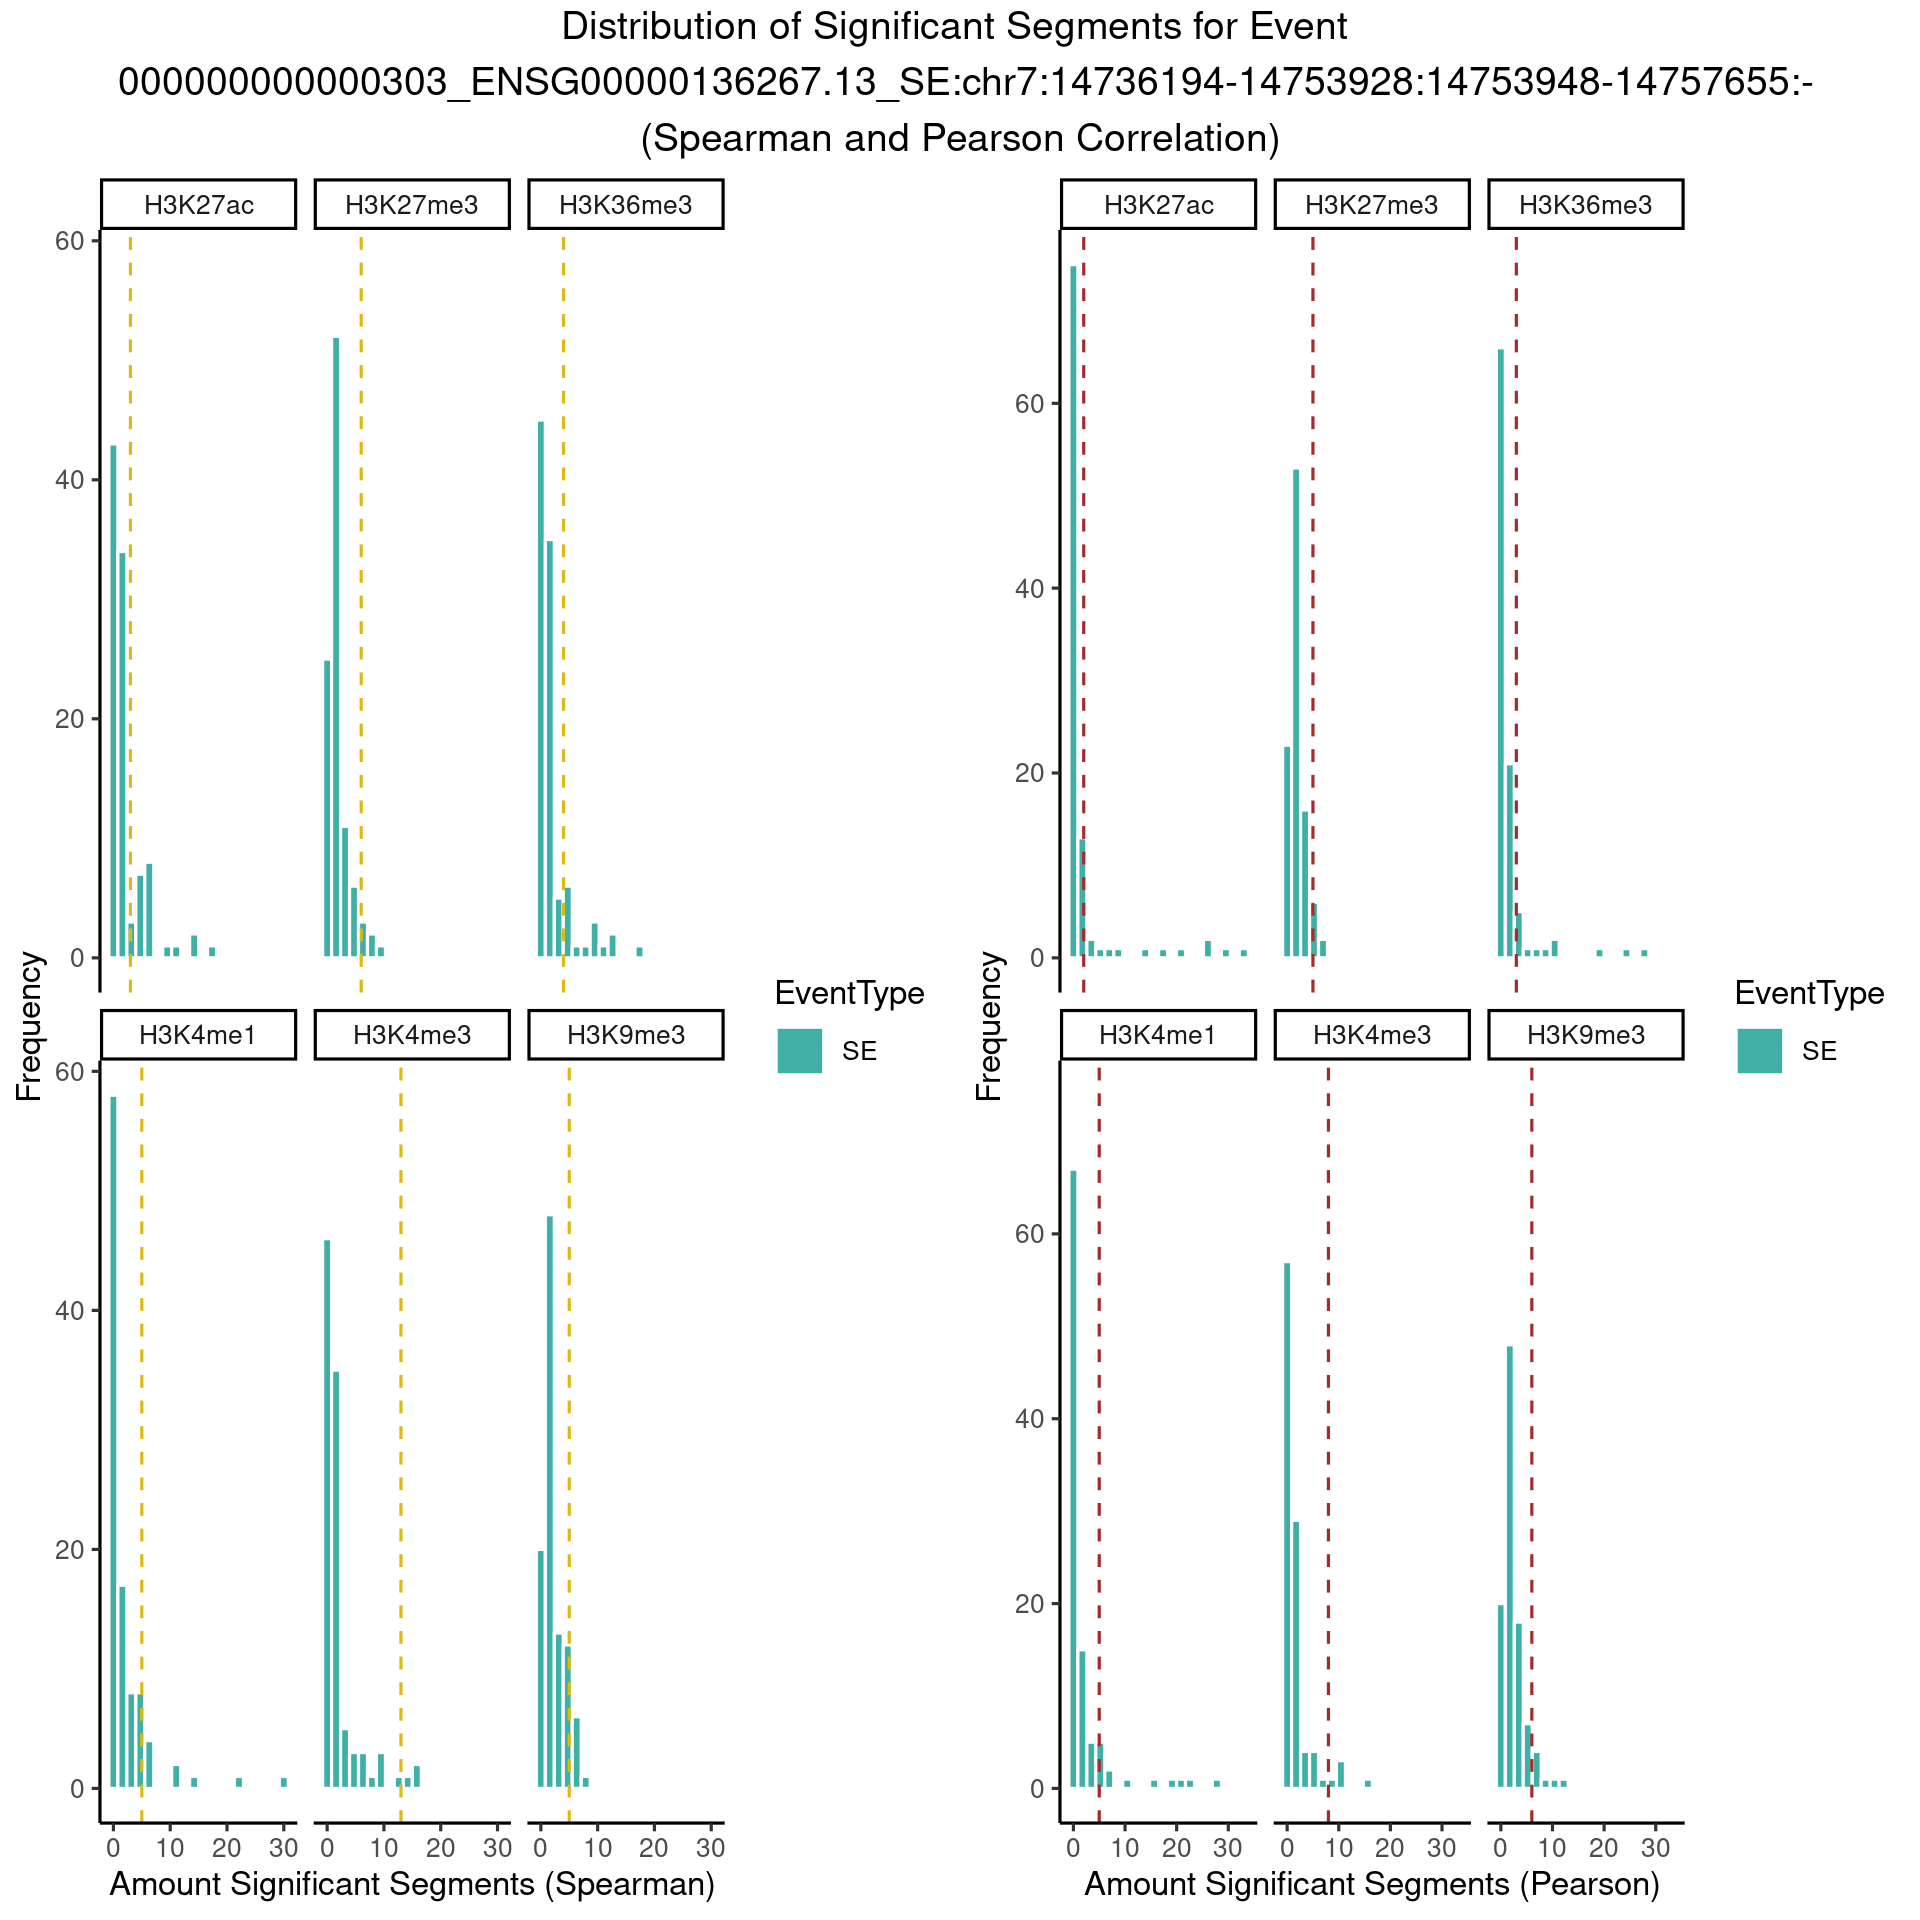 Distribution of Significant Segments for Event
000000000000303_ENSG00000136267.13_SE:chr7:14736194-14753928:14753948-14757655:-
(Spearman and Pearson Correlation)
H3K27ac
H3K27me3
H3K36me3
60
40
20
0
H3K4me1
H3K4me3
H3K9me3
60
40
20
0
0 10 20 30
0 10 20 30
0 10 20 30
Frequency
Amount Significant Segments (Spearman)
EventType
SE
H3K27ac
H3K27me3
H3K36me3
60
40
20
0
H3K4me1
H3K4me3
H3K9me3
60
40
20
0
0 10 20 30
0 10 20 30
0 10 20 30
Frequency
Amount Significant Segments (Pearson)
EventType
SE